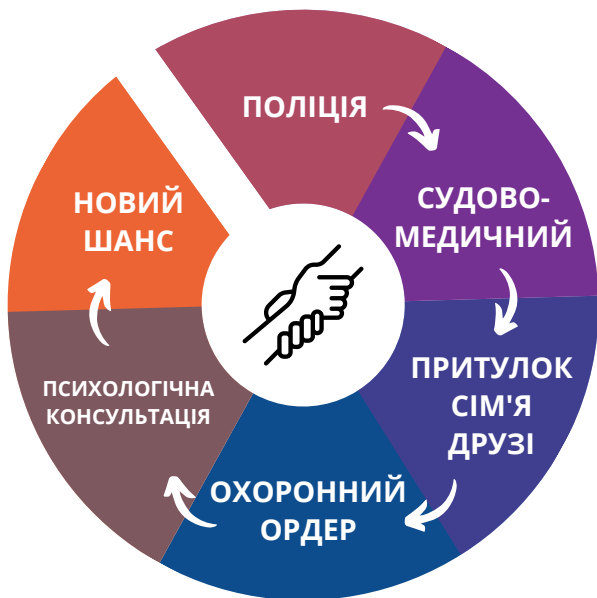 ПОЛІЦІЯ
СУДОВО-
МЕДИЧНИЙ
ПРИТУЛОК
СІМ'Я
ДРУЗІ
ОХОРОННИЙ
ОРДЕР
ПСИХОЛОГІЧНА
КОНСУЛЬТАЦІЯ
НОВИЙ
ШАНС